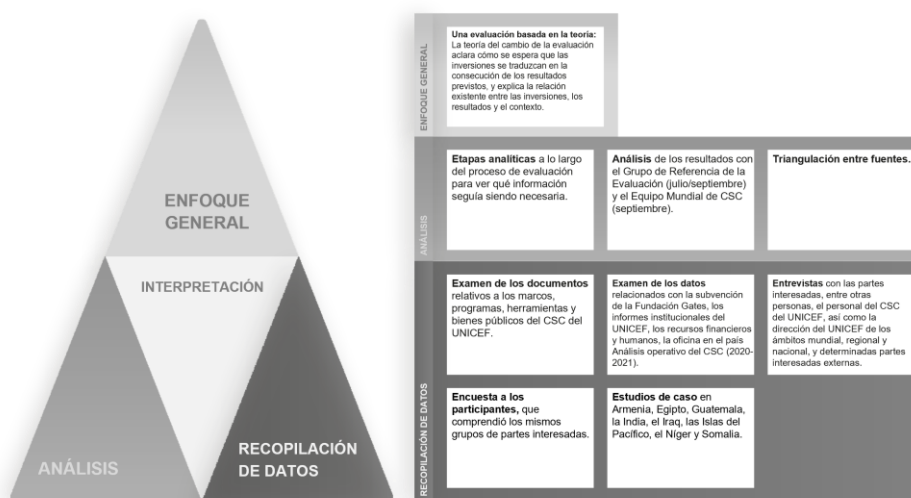 ENFOQUE
GENERAL
INTERPRETACIÓN
ANÁLISIS
RECOPILACIÓN
DE DATOS
ENFOQUE GENERAL
Una evaluación basada en la teoría:
La teoría del cambio de la evaluación
aclara cómo se espera que las
inversiones se traduzcan en la
consecución de los resultados
previstos, y explica la relación
existente entre las inversiones, los
resultados y el contexto.
ANÁLISIS
Etapas analíticas a lo largo
del proceso de evaluación
para ver qué información
seguía siendo necesaria.
Análisis de los resultados con
el Grupo de Referencia de la
Evaluación (julio/septiembre)
y el Equipo Mundial de CSC
(septiembre).
Triangulación entre fuentes.
RECOPILACIÓN DE DATOS
Examen de los documentos
relativos a los marcos,
programas, herramientas y
bienes públicos del CSC del
UNICEF.
Examen de los datos
relacionados con la subvención
de la Fundación Gates, los
informes institucionales del
UNICEF, los recursos financieros
y humanos, la oficina en el país
Análisis operativo del CSC (2020-
2021).
Entrevistas con las partes
interesadas, entre otras
personas, el personal del CSC
del UNICEF, así como la
dirección del UNICEF de los
ámbitos mundial, regional y
nacional, y determinadas partes
interesadas externas.
Encuesta a los
participantes, que
comprendió los mismos
grupos de partes interesadas.
Estudios de caso en
Armenia, Egipto, Guatemala,
la India, el Iraq, las Islas del
Pacífico, el Níger y Somalia.